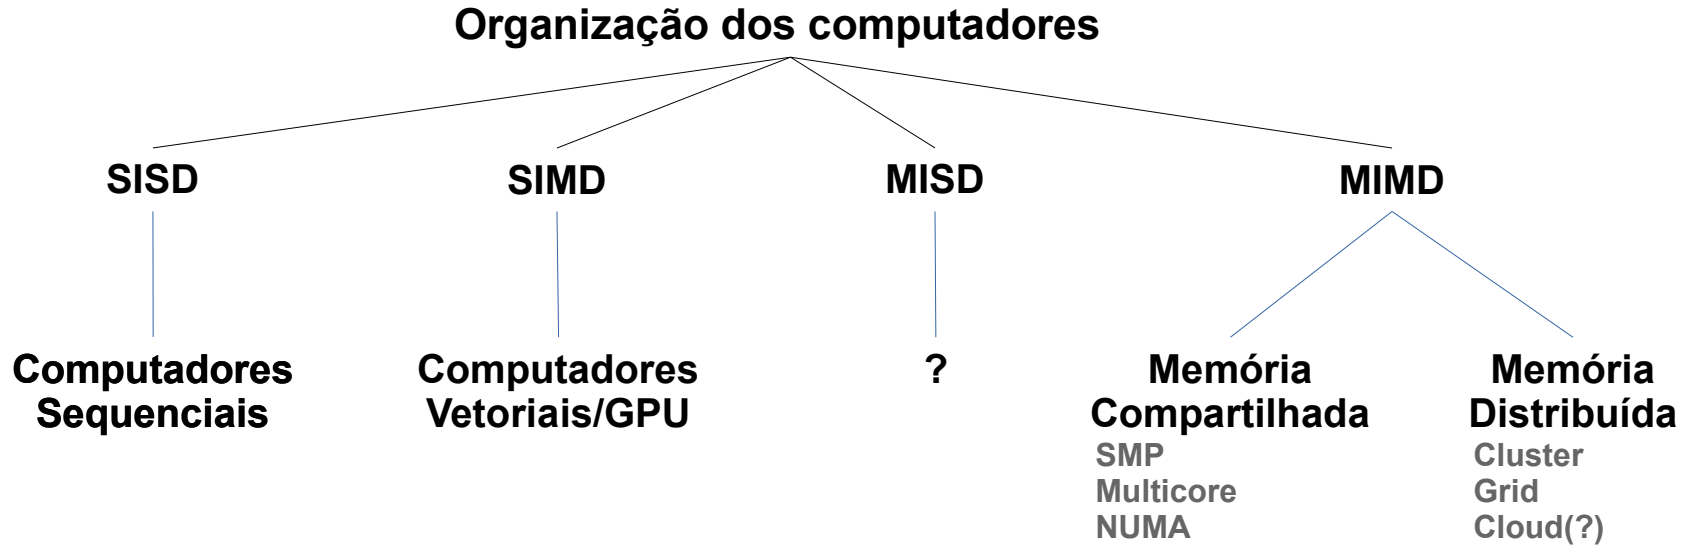 Organização dos computadores
SISD
SIMD
MISD
MIMD
Computadores
Sequenciais
Computadores
Vetoriais/GPU
?
Memória
Compartilhada
SMP
Multicore
NUMA
Memória
Distribuída
Cluster
Grid
Cloud(?)